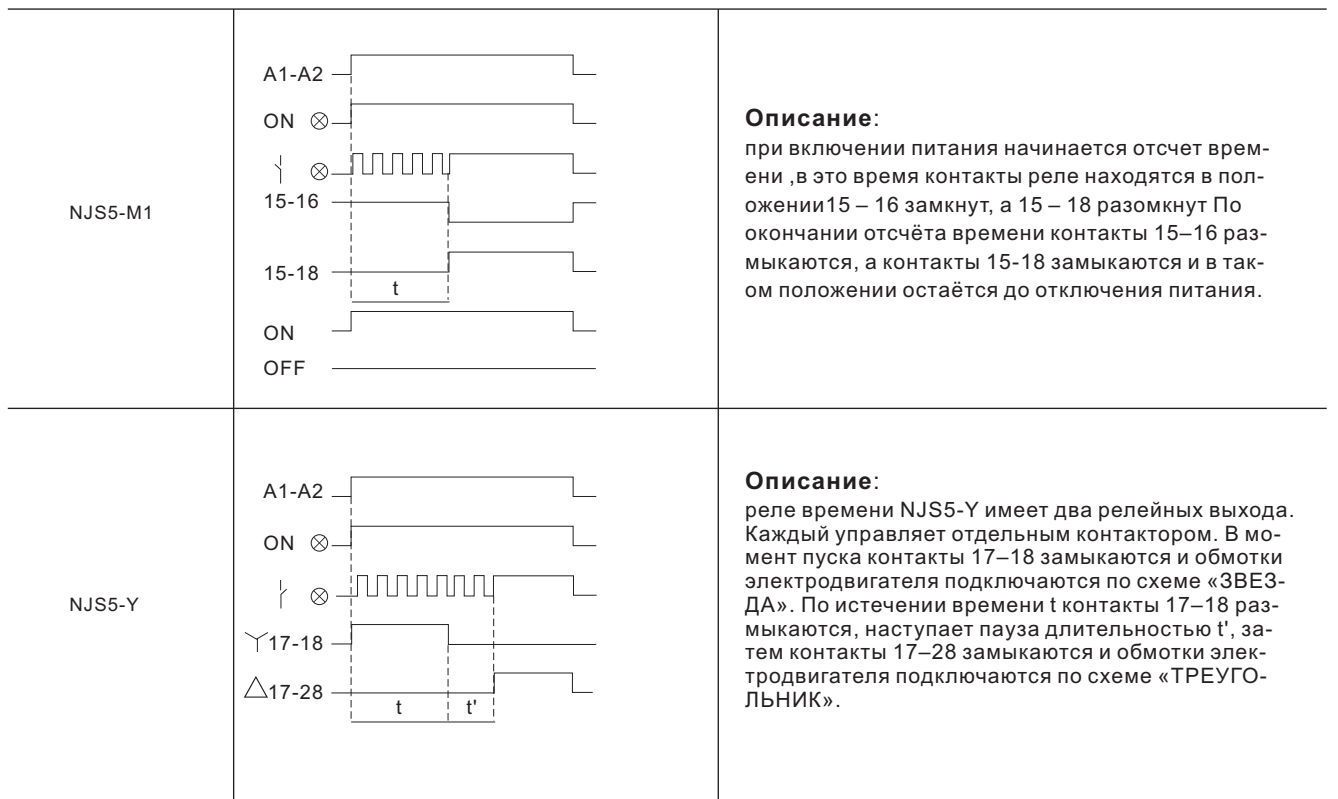 NJS5-M1
A1-A2
ON
15-16
15-18
t
ON
OFF
Описание:
при включении питания начинается отсчет врем-
ени ,в это время контакты реле находятся в пол-
ожении15 – 16 замкнут, а 15 – 18 разомкнут По
окончании отсчёта времени контакты 15–16 раз-
мыкаются, а контакты 15-18 замыкаются и в так-
ом положении остаётся до отключения питания.
NJS5-Y
A1-A2
ON
17-18
17-28
t t'
Описание:
реле времени NJS5-Y имеет два релейных выхода.
Каждый управляет отдельным контактором. В мо-
мент пуска контакты 17–18 замыкаются и обмотки
электродвигателя подключаются по схеме «ЗВЕЗ-
ДА». По истечении времени t контакты 17–18 раз-
мыкаются, наступает пауза длительностью t', за-
тем контакты 17–28 замыкаются и обмотки элек-
тродвигателя подключаются по схеме «ТРЕУГО-
ЛЬНИК».